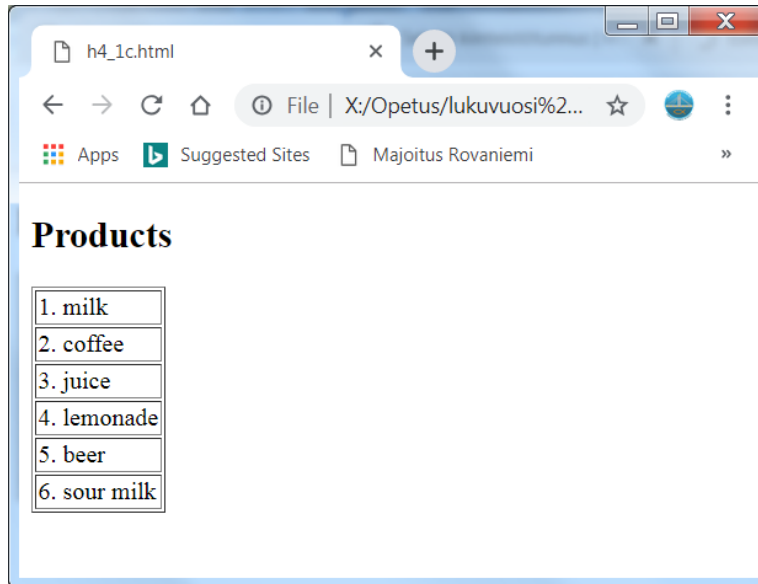 h4_1c.html
File | X:/Opetus/lukuvuosi%2...
Apps Suggested Sites Majoitus Rovaniemi »
Products
1. milk
2. coffee
3. juice
4. lemonade
5. beer
6. sour milk